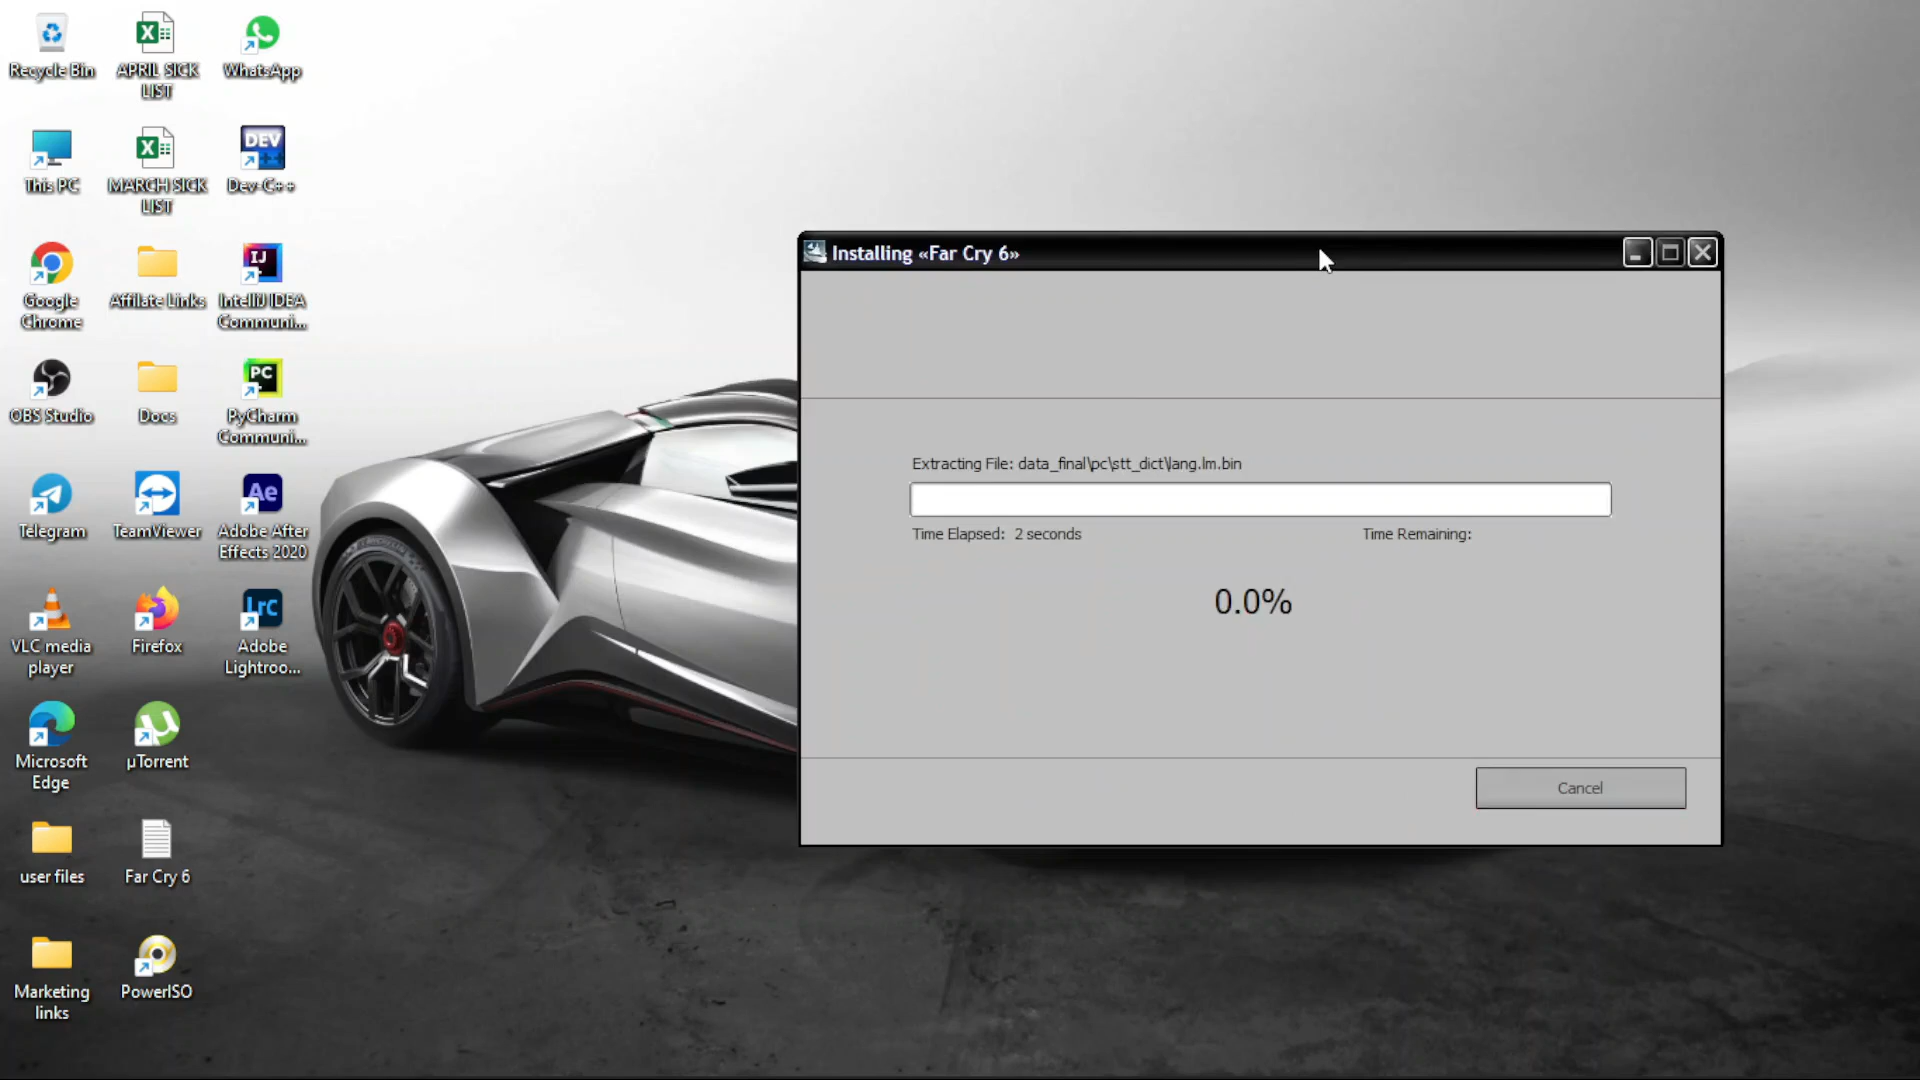 Recycle Bin
APRIL SICK
LIST
WhatsApp
This PC
MARCH SICK
LIST
DEV
Dev-C++
Google
Chrome
Affilate Links
IJ
IntelliJ IDEA
Communi...
OBS Studio
Docs
PC
PyCharm
Communi...
Telegram
TeamViewer
Ae
Adobe After
Effects 2020
VLC media
player
Firefox
Lrc
Adobe
Lightroo...
Microsoft
Edge
µTorrent
user files
Far Cry 6
Marketing
links
PowerISO
Installing «Far Cry 6»
Extracting File: data_final\pc\stt_dict\lang.lm.bin
Time Elapsed: 2 seconds
Time Remaining:
0.0%
Cancel